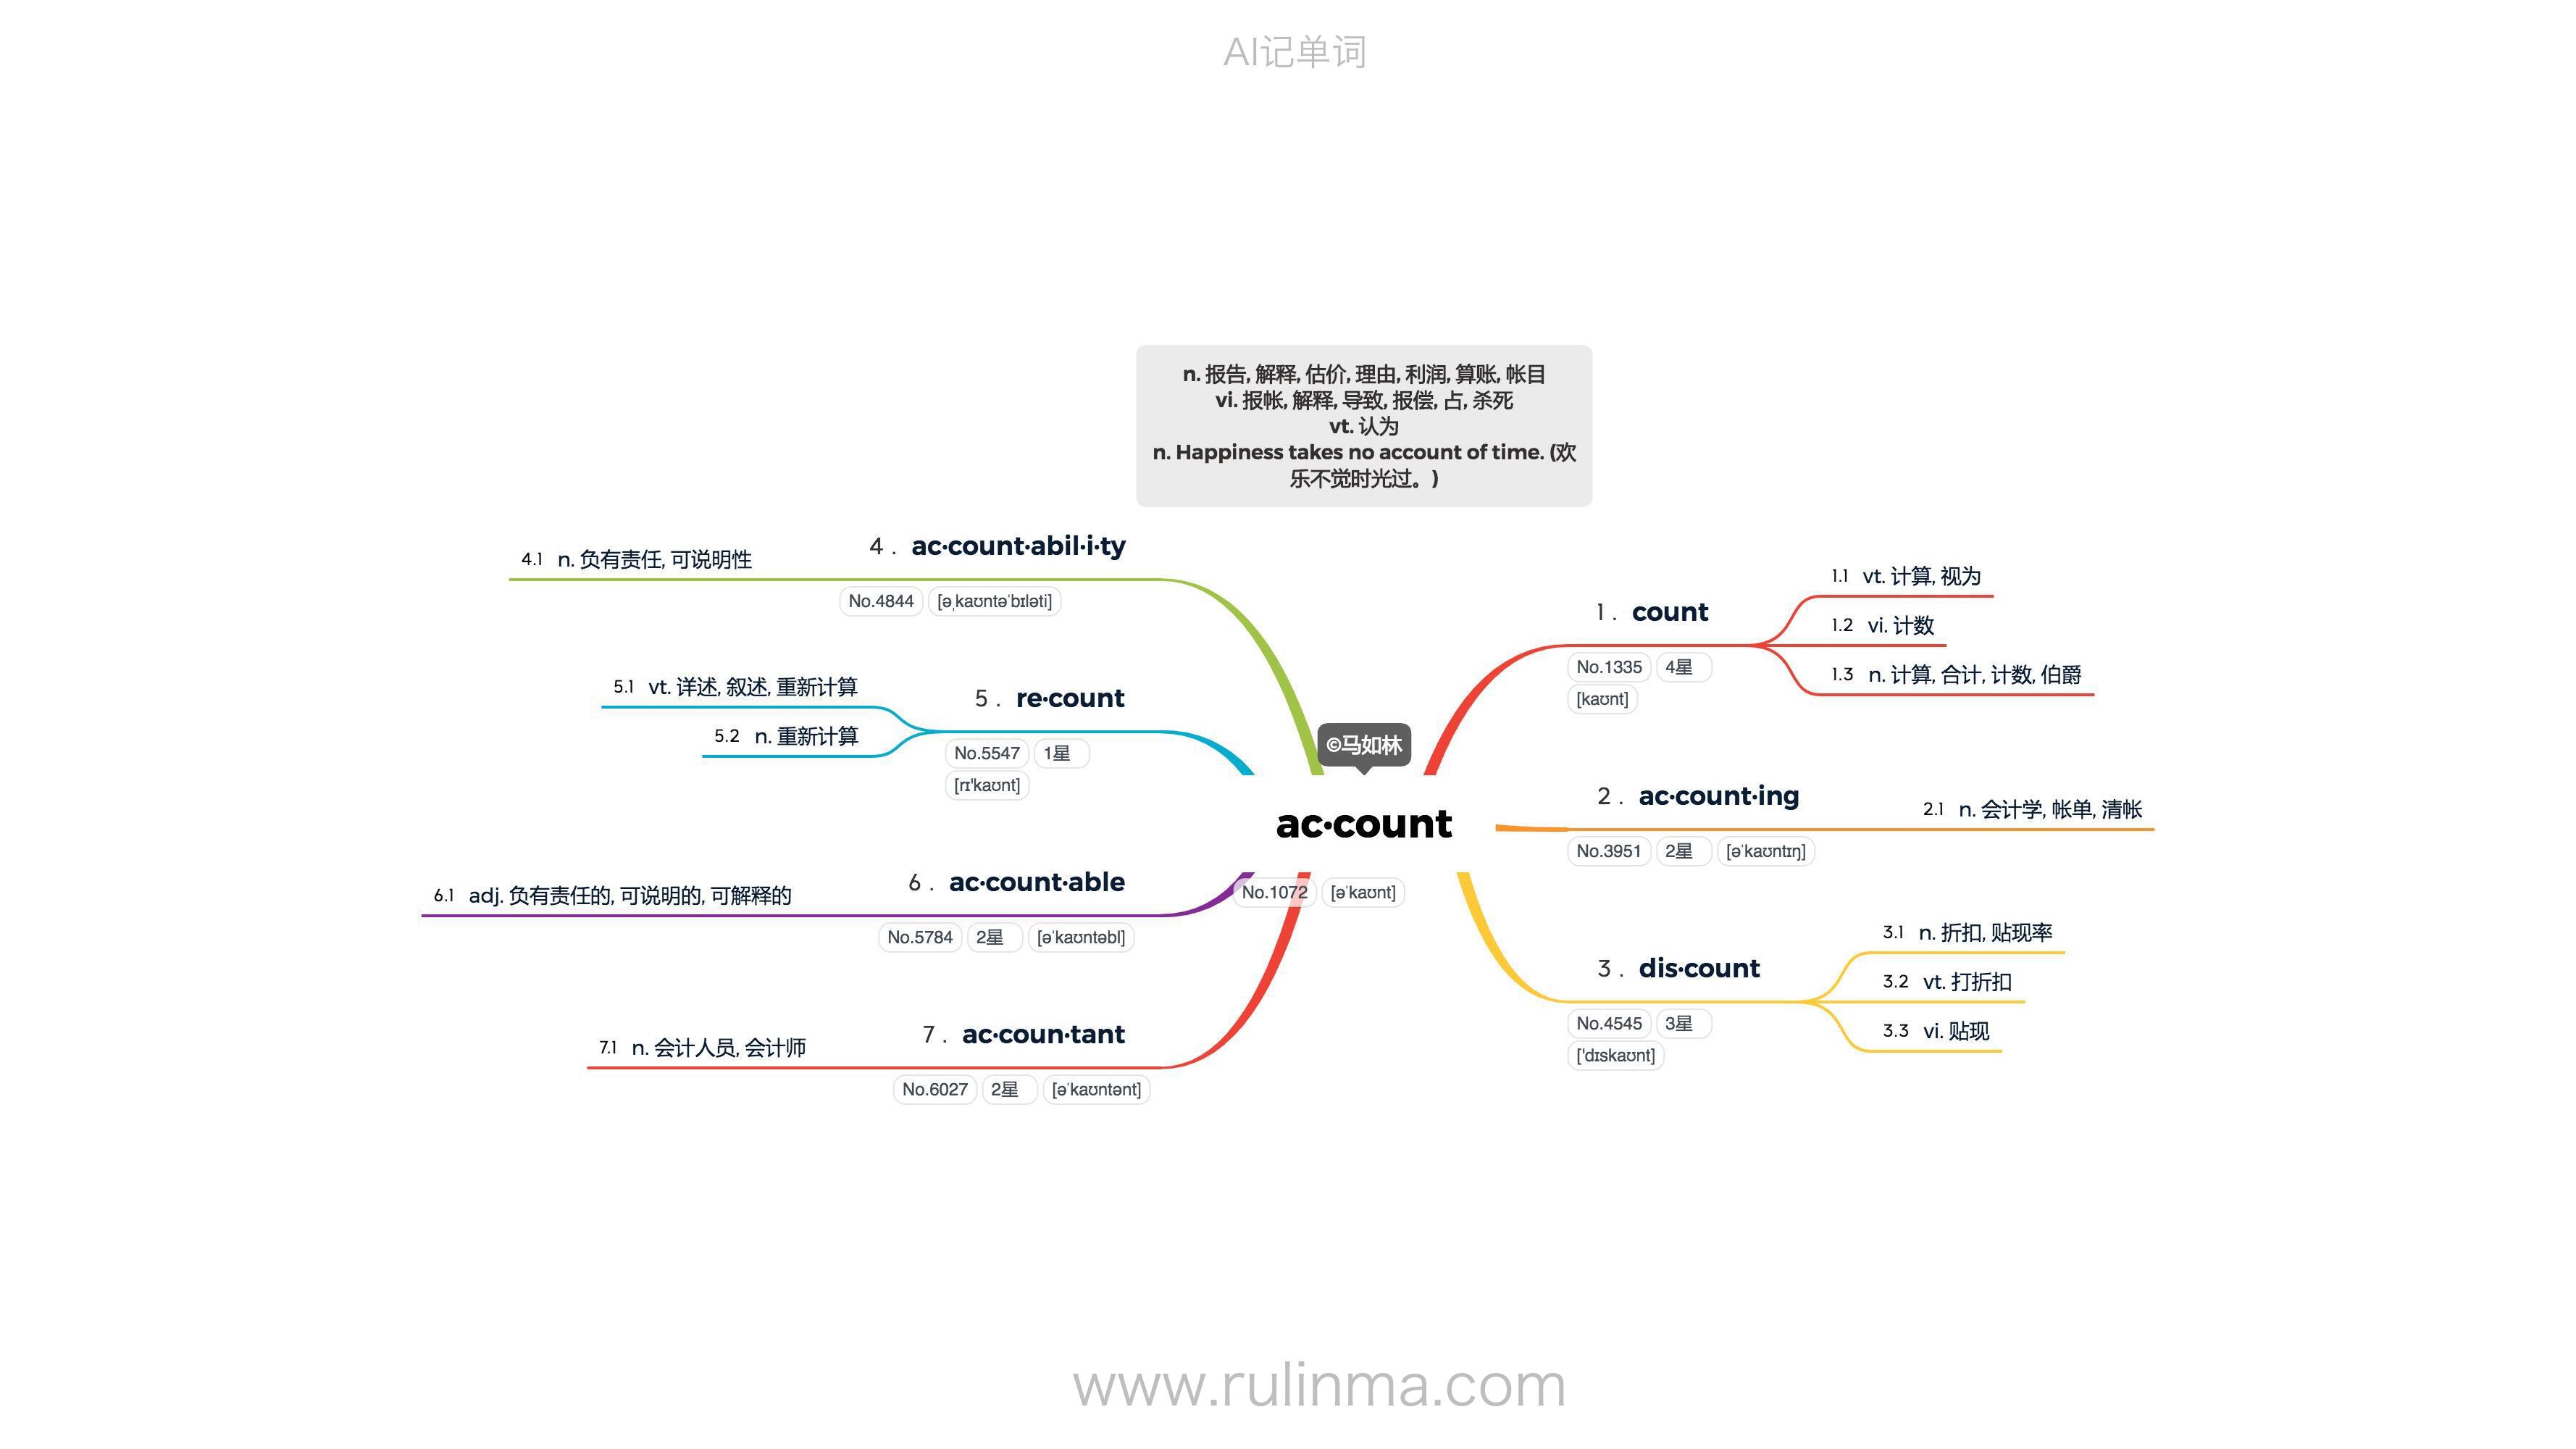 AI记单词
n. 报告, 解释, 估价, 理由, 利润, 算账, 帐目
vi. 报帐, 解释, 导致, 报偿, 占, 杀死
vt. 认为
n. Happiness takes no account of time. (欢
乐不觉时光过。)
©马如林
ac·count
No.1072 [əˈkaʊnt]
1 . count
No.1335 4星
[kaʊnt]
1.1 vt. 计算, 视为
1.2 vi. 计数
1.3 n. 计算, 合计, 计数, 伯爵
2 . ac·count·ing
No.3951 2星 [əˈkaʊntɪŋ]
2.1 n. 会计学, 帐单, 清帐
3 . dis·count
No.4545 3星
['dɪskaʊnt]
3.1 n. 折扣, 贴现率
3.2 vt. 打折扣
3.3 vi. 贴现
4 . ac·count·abil·i·ty
No.4844 [əˌkaʊntəˈbɪləti]
4.1 n. 负有责任, 可说明性
5 . re·count
No.5547 1星
[rɪ'kaʊnt]
5.1 vt. 详述, 叙述, 重新计算
5.2 n. 重新计算
6 . ac·count·able
No.5784 2星 [əˈkaʊntəbl]
6.1 adj. 负有责任的, 可说明的, 可解释的
7 . ac·coun·tant
No.6027 2星 [əˈkaʊntənt]
7.1 n. 会计人员, 会计师
www.rulinma.com